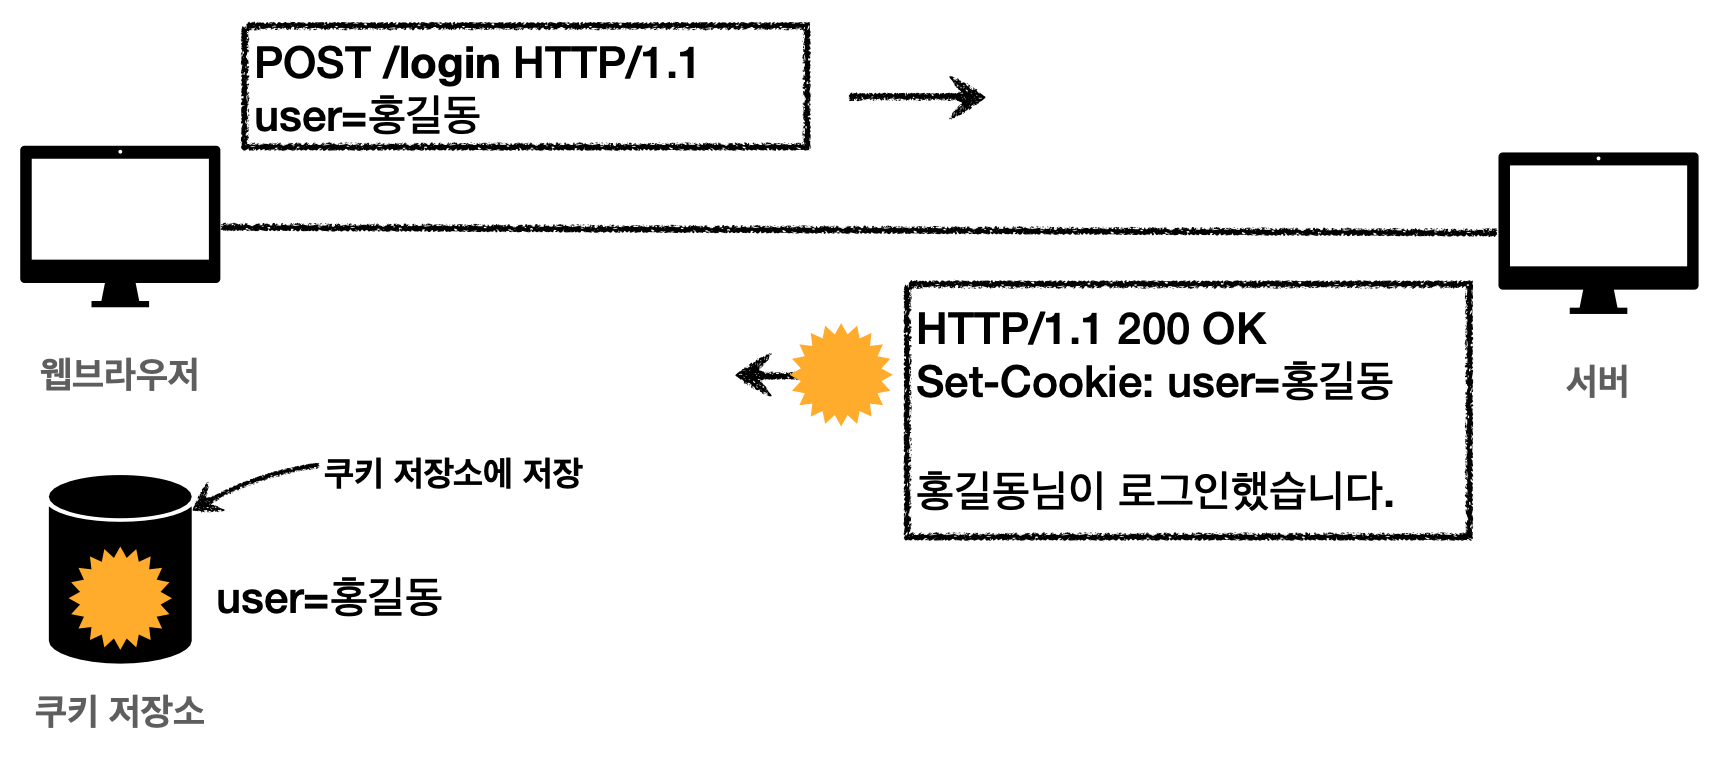 POST /login HTTP/1.1
user=홍길동
웹브라우저
HTTP/1.1 200 OK
Set-Cookie: user=홍길동
홍길동님이 로그인했습니다.
서버
쿠키 저장소에 저장
user=홍길동
쿠키 저장소